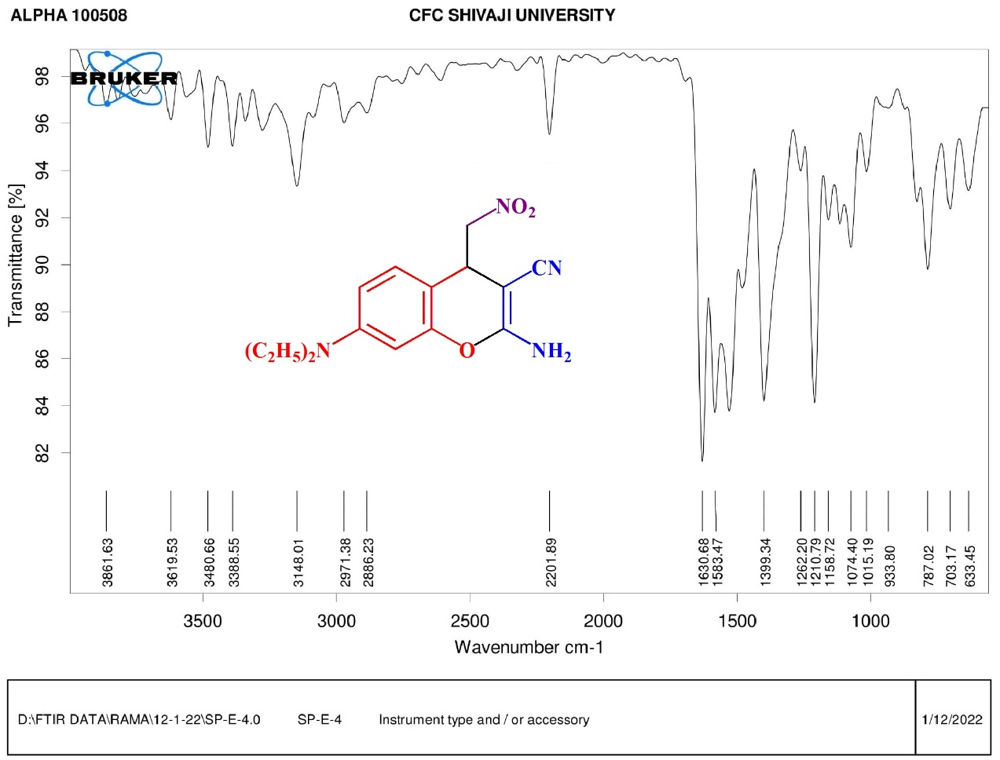 ALPHA 100508
CFC SHIVAJI UNIVERSITY
BRUKER
Transmittance [%]
98
96
94
92
90
88
86
84
82
NO2
CN
(C2H5)2N
O
NH2
3861.63
3619.53
3480.66
3388.55
3148.01
2971.38
2886.23
2201.89
1630.68
1583.47
1399.34
1262.20
1210.79
1158.72
1074.40
1015.19
933.80
787.02
703.17
633.45
3500
3000
2500
2000
1500
1000
Wavenumber cm-1
D:\FTIR DATA\RAMA\12-1-22\SP-E-4.0
SP-E-4
Instrument type and / or accessory
1/12/2022